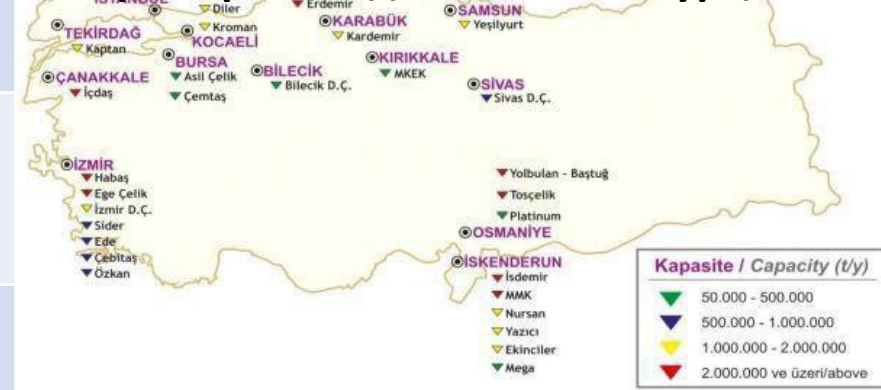 Diler
Erdemir
TEKİRDAĞ
Kaptan
Kroman
KOCAELİ
KARABÜK
Kardemir
SAMSUN
Yeşilyurt
ÇANAKKALE
İçdaş
BURSA
Asil Çelik
Çemtaş
BİLECİK
Bilecik D.Ç.
KIRIKKALE
MKEK
SİVAS
Sivas D.Ç.
İZMİR
Habaş
Ege Çelik
İzmir D.Ç.
Sider
Ede
Çebitaş
Özkan
Yolbulan - Baştuğ
Tosçelik
Platinum
OSMANİYE
İSKENDERUN
İsdemir
MMK
Nursan
Yazıcı
Ekinciler
Mega
Kapasite / Capacity (t/y)
50.000 - 500.000
500.000 - 1.000.000
1.000.000 - 2.000.000
2.000.000 ve üzeri/above